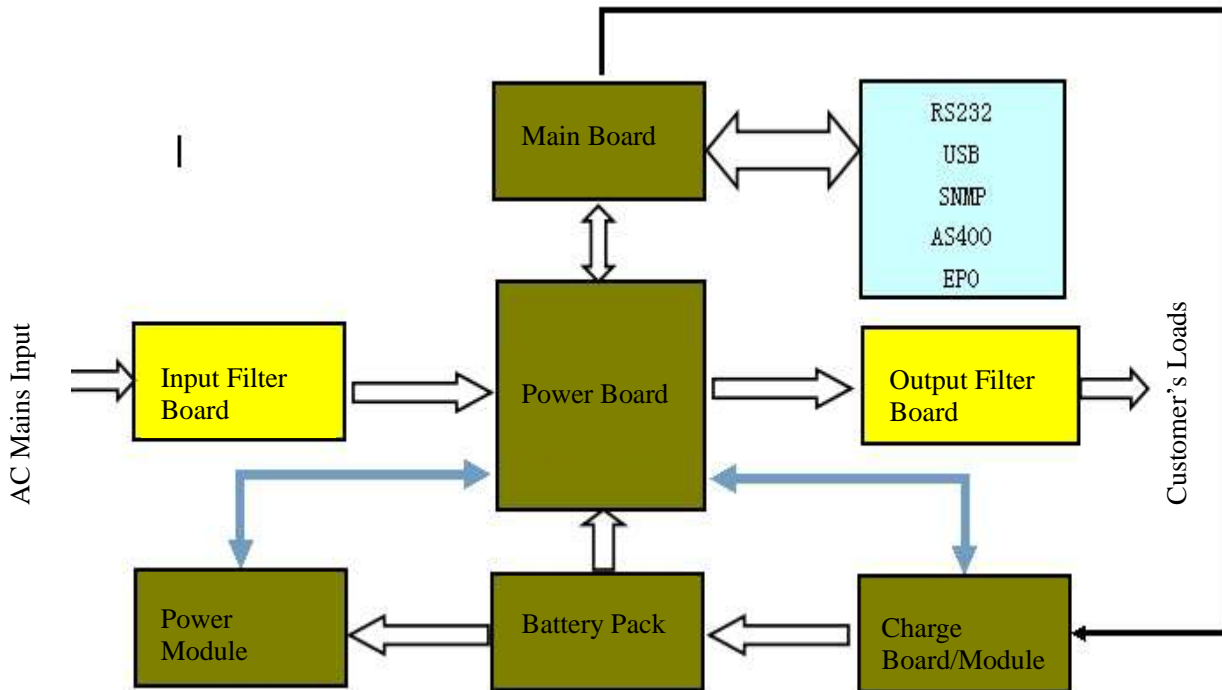 Main Board
RS232
USB
SNMP
AS400
EPO
AC Mains Input
Input Filter
Board
Power Board
Output Filter
Board
Customer’s Loads
Power
Module
Battery Pack
Charge
Board/Module